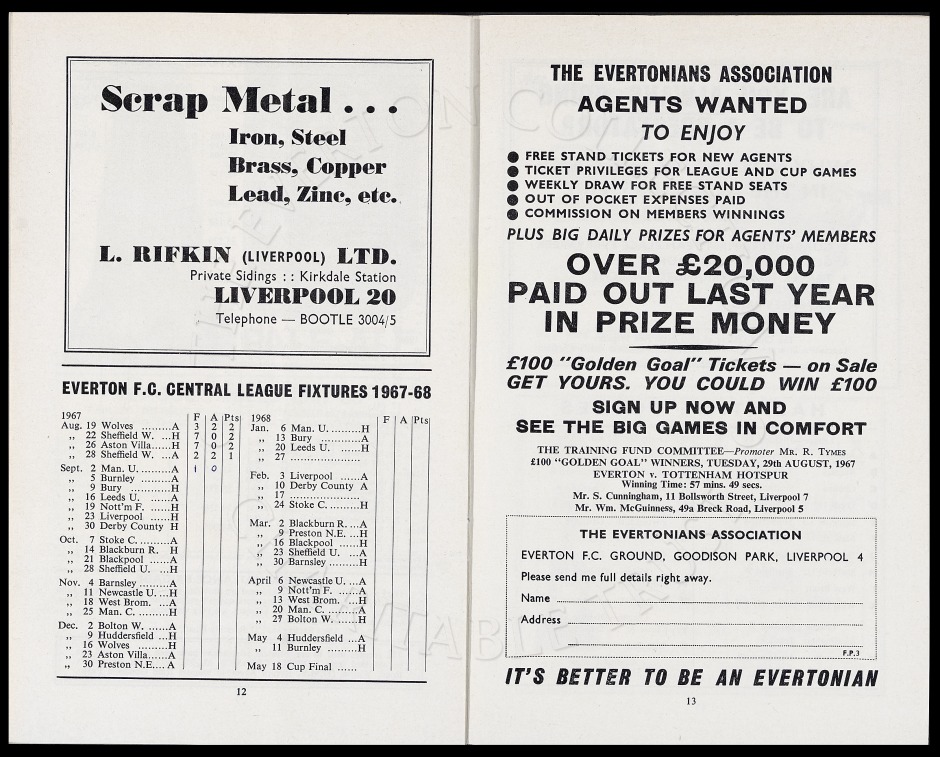 Scrap Metal . . .
Iron, Steel
Brass, Copper
Lead, Zinc, etc.
L. RIFKIN (LIVERPOOL) LTD.
Private Sidings : : Kirkdale Station
LIVERPOOL 20
Telephone — BOOTLE 3004/5
EVERTON F.C. CENTRAL LEAGUE FIXTURES 1967-68
1967 F A Pts
Aug. 19 Wolves .........A 3 2 2
,, 22 Sheffield W. ...H 7 0 2
,, 26 Aston Villa......H 7 0 2
,, 28 Sheffield W. ...A 2 2 1
Sept. 2 Man. U. .........A 1 0
,, 5 Burnley .........A
,, 9 Bury ............H
,, 16 Leeds U. ......A
,, 19 Nott'm F. ......H
,, 23 Liverpool ......H
,, 30 Derby County H
Oct. 7 Stoke C. .........A
,, 14 Blackburn R. H
,, 21 Blackpool ......A
,, 28 Sheffield U. ...H
Nov. 4 Barnsley .........A
,, 11 Newcastle U. ...H
,, 18 West Brom. ...A
,, 25 Man. C. .........H
Dec. 2 Bolton W. ......A
,, 9 Huddersfield ...H
,, 16 Wolves .........H
,, 23 Aston Villa......A
,, 30 Preston N.E....A
1968 F A Pts
Jan. 6 Man. U..........H
,, 13 Bury ............A
,, 20 Leeds U. ......H
,, 27 .....................
Feb. 3 Liverpool ......A
,, 10 Derby County A
,, 17 .....................
,, 24 Stoke C. .........H
Mar. 2 Blackburn R. ...A
,, 9 Preston N.E. ...H
,, 16 Blackpool ......H
,, 23 Sheffield U. ...A
,, 30 Barnsley .........H
April 6 Newcastle U. ...A
,, 9 Nott'm F. ......A
,, 13 West Brom. ...H
,, 20 Man. C. .........A
,, 27 Bolton W. ......H
May 4 Huddersfield ...A
,, 11 Burnley .........H
May 18 Cup Final ......
12
THE EVERTONIANS ASSOCIATION
AGENTS WANTED
TO ENJOY
● FREE STAND TICKETS FOR NEW AGENTS
● TICKET PRIVILEGES FOR LEAGUE AND CUP GAMES
● WEEKLY DRAW FOR FREE STAND SEATS
● OUT OF POCKET EXPENSES PAID
● COMMISSION ON MEMBERS WINNINGS
PLUS BIG DAILY PRIZES FOR AGENTS' MEMBERS
OVER £20,000
PAID OUT LAST YEAR
IN PRIZE MONEY
£100 "Golden Goal" Tickets — on Sale
GET YOURS. YOU COULD WIN £100
SIGN UP NOW AND
SEE THE BIG GAMES IN COMFORT
THE TRAINING FUND COMMITTEE—Promoter MR. R. TYMES
£100 "GOLDEN GOAL" WINNERS, TUESDAY, 29th AUGUST, 1967
EVERTON v. TOTTENHAM HOTSPUR
Winning Time: 57 mins. 49 secs.
Mr. S. Cunningham, 11 Bollsworth Street, Liverpool 7
Mr. Wm. McGuinness, 49a Breck Road, Liverpool 5
THE EVERTONIANS ASSOCIATION
EVERTON F.C. GROUND, GOODISON PARK, LIVERPOOL 4
Please send me full details right away.
Name
Address
F.P.3
IT'S BETTER TO BE AN EVERTONIAN
13